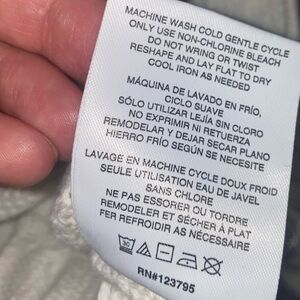 MACHINE WASH COLD GENTLE CYCLE
ONLY USE NON-CHLORINE BLEACH
DO NOT WRING OR TWIST
RESHAPE AND LAY FLAT TO DRY
COOL IRON AS NEEDED
MÁQUINA DE LAVADO EN FRÍO,
CICLO SUAVE
SÓLO UTILIZAR LEJÍA SIN CLORO
NO EXPRIMIR NI RETUERZA
REMODELAR Y DEJAR SECAR PLANO
HIERRO FRÍO SEGÚN SE NECESITE
LAVAGE EN MACHINE CYCLE DOUX FROID
SEULE UTILISATION EAU DE JAVEL
SANS CHLORE
NE PAS ESSORER OU TORDRE
REMODELER ET SÉCHER À PLAT
FER REFROIDIR AS NÉCESSAIRE
30
RN#123795